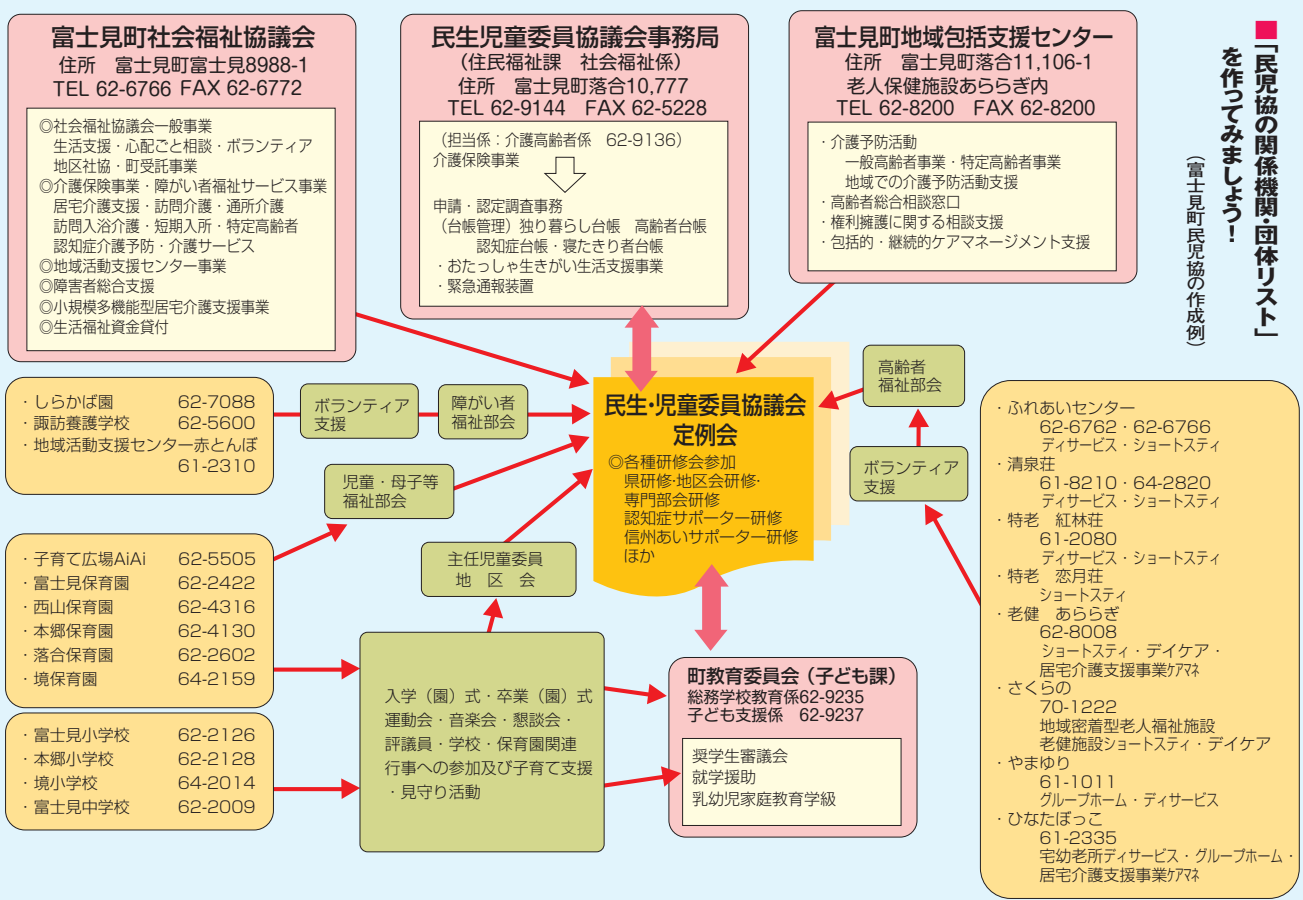 ■「民児協の関係機関・団体リスト」
を作ってみましょう！
（富士見町民児協の作成例）
富士見町社会福祉協議会
住所　富士見町富士見8988-1
TEL 62-6766 FAX 62-6772
◎社会福祉協議会一般事業
生活支援・心配ごと相談・ボランティア
地区社協・町受託事業
◎介護保険事業・障がい者福祉サービス事業
居宅介護支援・訪問介護・通所介護
訪問入浴介護・短期入所・特定高齢者
認知症介護予防・介護サービス
◎地域活動支援センター事業
◎障害者総合支援
◎小規模多機能型居宅介護支援事業
◎生活福祉資金貸付
民生児童委員協議会事務局
（住民福祉課　社会福祉係）
住所　富士見町落合10,777
TEL 62-9144　FAX 62-5228
（担当係：介護高齢者係　62-9136）
介護保険事業
申請・認定調査事務
（台帳管理）独り暮らし台帳　高齢者台帳
認知症台帳・寝たきり者台帳
・おたっしゃ生きがい生活支援事業
・緊急通報装置
富士見町地域包括支援センター
住所　富士見町落合11,106-1
老人保健施設あららぎ内
TEL 62-8200　FAX 62-8200
・介護予防活動
一般高齢者事業・特定高齢者事業
地域での介護予防活動支援
・高齢者総合相談窓口
・権利擁護に関する相談支援
・包括的・継続的ケアマネージメント支援
・しらかば園　62-7088
・諏訪養護学校　62-5600
・地域活動支援センター赤とんぼ
61-2310
ボランティア
支援
障がい者
福祉部会
児童・母子等
福祉部会
主任児童委員
地　区　会
民生・児童委員協議会
定例会
◎各種研修会参加
県研修・地区会研修・
専門部会研修
認知症サポーター研修
信州あいサポーター研修
ほか
高齢者
福祉部会
ボランティア
支援
・子育て広場AiAi　62-5505
・富士見保育園　62-2422
・西山保育園　62-4316
・本郷保育園　62-4130
・落合保育園　62-2602
・境保育園　64-2159
・富士見小学校　62-2126
・本郷小学校　62-2128
・境小学校　64-2014
・富士見中学校　62-2009
入学（園）式・卒業（園）式
運動会・音楽会・懇談会・
評議員・学校・保育園関連
行事への参加及び子育て支援
・見守り活動
町教育委員会（子ども課）
総務学校教育係62-9235
子ども支援係　62-9237
奨学生審議会
就学援助
乳幼児家庭教育学級
・ふれあいセンター
62-6762・62-6766
ディサービス・ショートスティ
・清泉荘
61-8210・64-2820
ディサービス・ショートスティ
・特老　紅林荘
61-2080
ディサービス・ショートスティ
・特老　恋月荘
ショートスティ
・老健　あららぎ
62-8008
ショートスティ・デイケア・
居宅介護支援事業ｹｱﾏﾈ
・さくらの
70-1222
地域密着型老人福祉施設
老健施設ショートスティ・デイケア
・やまゆり
61-1011
グループホーム・ディサービス
・ひなたぼっこ
61-2335
宅幼老所ディサービス・グループホーム・
居宅介護支援事業ｹｱﾏﾈ